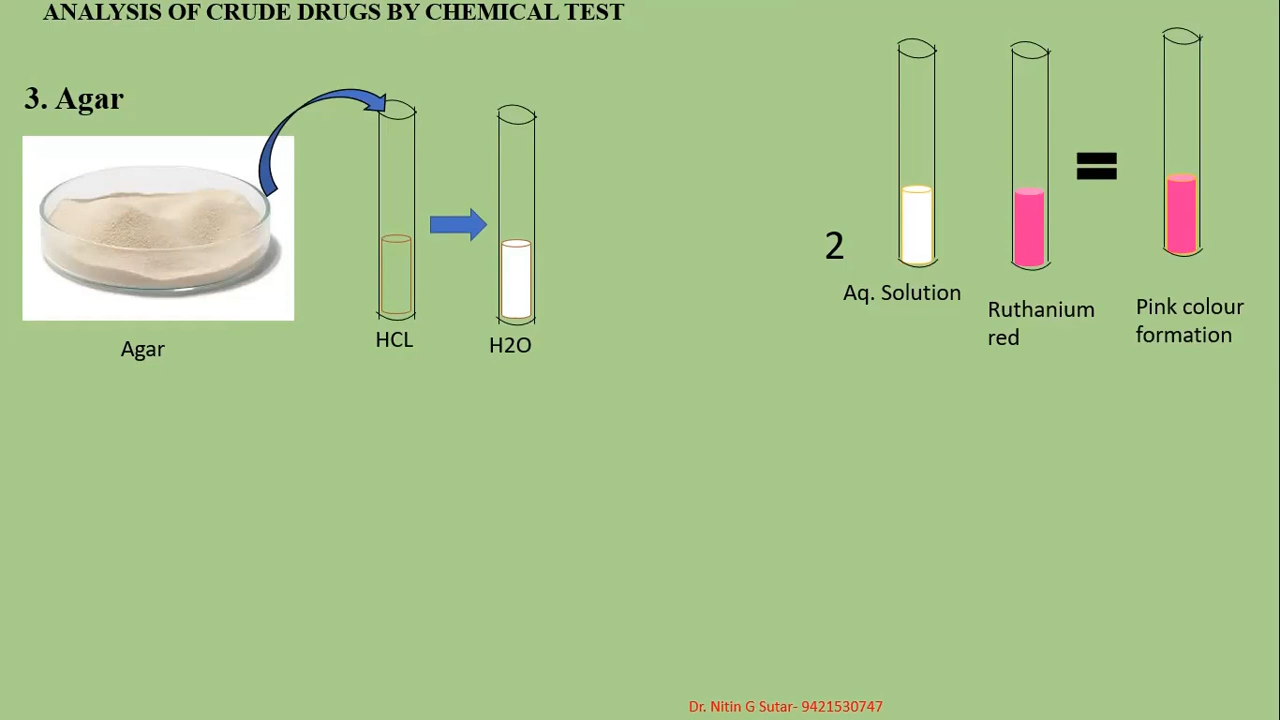 ANALYSIS OF CRUDE DRUGS BY CHEMICAL TEST
3. Agar
Agar
HCL
H2O
2
Aq. Solution
Ruthanium
red
Pink colour
formation
Dr. Nitin G Sutar- 9421530747